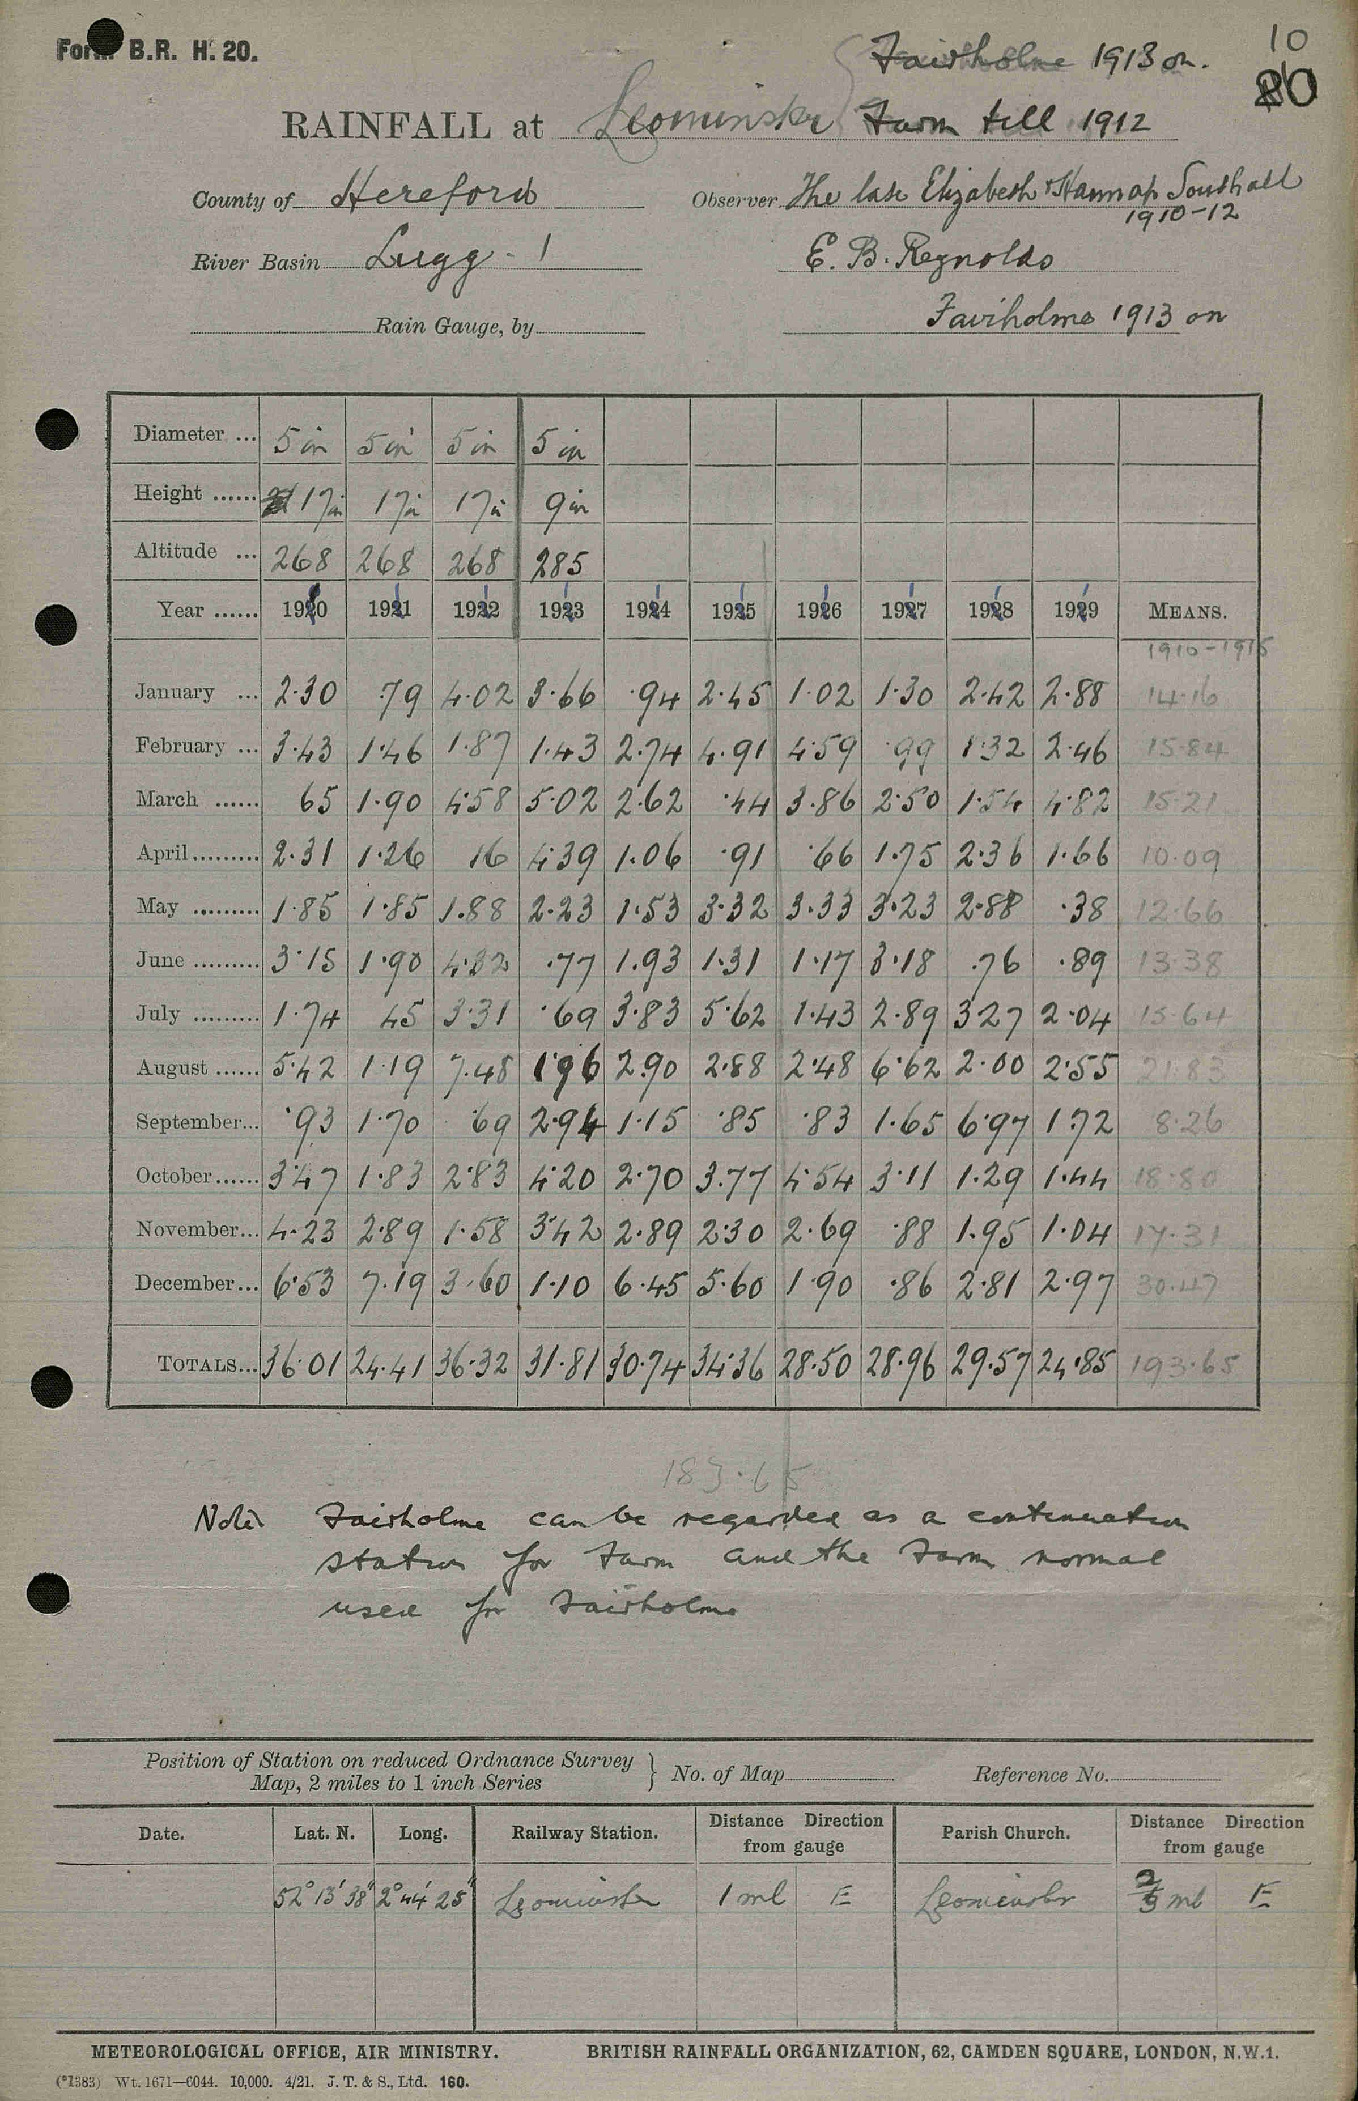 Form B.R. H. 20.
10
Fairholme 1913 on.
RAINFALL at Leominster Farm till 1912
County of Hereford
Observer The late Elizabeth & Hannah Southall
1910-12
River Basin Lugg - 1
E. B. Reynolds
Rain Gauge, by
Fairholme 1913 on
Diameter ... 5 in 5 in 5 in 5 in
Height ...... 17 in 17 in 17 in 9 in
Altitude ... 268 268 268 285
Year ...... 1910 1911 1912 1913 1914 1915 1916 1917 1918 1919 MEANS.
1910-1915
January ... 2.30 .79 4.02 3.66 .94 2.45 1.02 1.30 2.42 2.88 14.16
February ... 3.43 1.46 1.87 1.43 2.74 4.91 4.59 .99 1.32 2.46 15.84
March ...... 65 1.90 4.58 5.02 2.62 .44 3.86 2.50 1.54 4.82 15.21
April......... 2.31 1.26 16 4.39 1.06 .91 .66 1.75 2.36 1.66 10.09
May ......... 1.85 1.85 1.88 2.23 1.53 3.32 3.33 3.23 2.88 .38 12.66
June ......... 3.15 1.90 4.32 .77 1.93 1.31 1.17 3.18 .76 .89 13.38
July ......... 1.74 45 3.31 .69 3.83 5.62 1.43 2.89 3.27 2.04 15.64
August ...... 5.42 1.19 7.48 1.96 2.90 2.88 2.48 6.62 2.00 2.55 21.83
September... .93 1.70 .69 2.94 1.15 .85 .83 1.65 6.97 1.72 8.26
October...... 3.47 1.83 2.83 4.20 2.70 3.77 4.54 3.11 1.29 1.44 18.80
November... 4.23 2.89 1.58 3.42 2.89 2.30 2.69 .88 1.95 1.04 17.31
December... 6.53 7.19 3.60 1.10 6.45 5.60 1.90 .86 2.81 2.97 30.47
TOTALS... 36.01 24.41 36.32 31.81 30.74 34.36 28.50 28.96 29.57 24.85 193.65
183.65
Note Fairholme can be regarded as a continuation
station for Farm and the Farm normal
used for Fairholme
Position of Station on reduced Ordnance Survey
Map, 2 miles to 1 inch Series } No. of Map Reference No.
Date. Lat. N. Long. Railway Station. Distance Direction from gauge Parish Church. Distance Direction from gauge
52° 13' 38" 2° 44' 25" Leominster 1 ml E Leominster ml E
METEOROLOGICAL OFFICE, AIR MINISTRY. BRITISH RAINFALL ORGANIZATION, 62, CAMDEN SQUARE, LONDON, N.W.1.
(*1383) Wt. 1671—6044. 10,000. 4/21. J. T. & S., Ltd. 160.